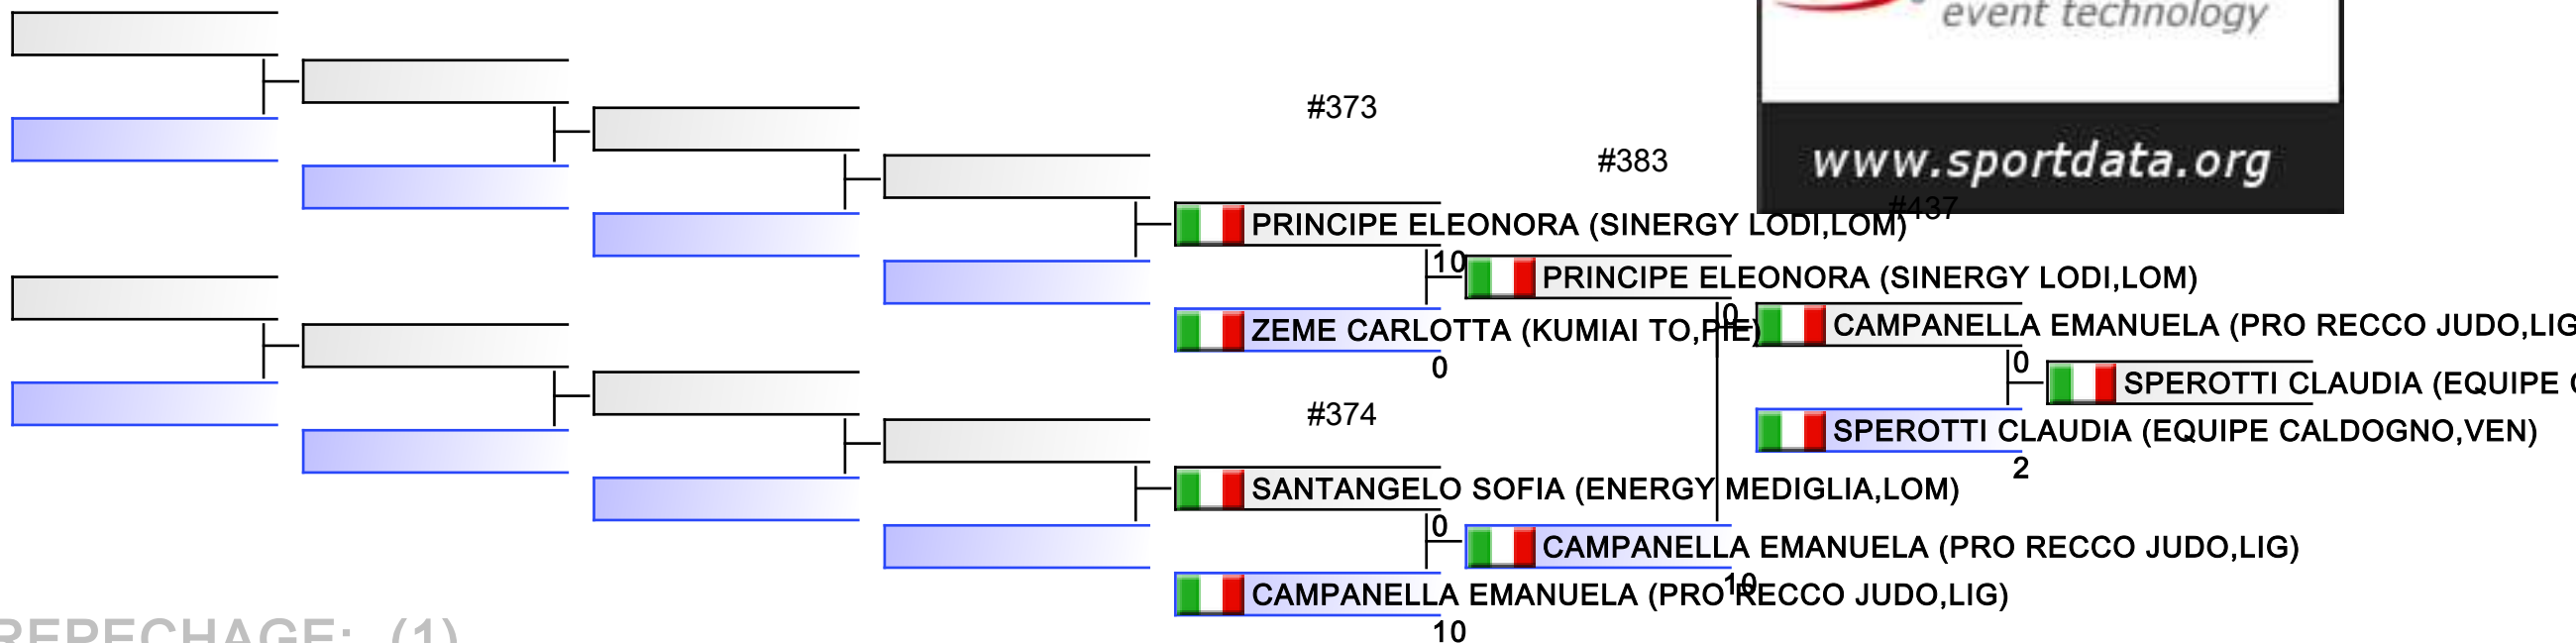 event technology
#373
#383
www.sportdata.org
#437
PRINCIPE ELEONORA (SINERGY LODI,LOM)
10
PRINCIPE ELEONORA (SINERGY LODI,LOM)
0
ZEME CARLOTTA (KUMIAI TO,PIE)
CAMPANELLA EMANUELA (PRO RECCO JUDO,LIG
0
0
SPEROTTI CLAUDIA (EQUIPE
#374
SPEROTTI CLAUDIA (EQUIPE CALDOGNO,VEN)
2
SANTANGELO SOFIA (ENERGY MEDIGLIA,LOM)
0
CAMPANELLA EMANUELA (PRO RECCO JUDO,LIG)
10
CAMPANELLA EMANUELA (PRO RECCO JUDO,LIG)
10
REPECHAGE: (1)